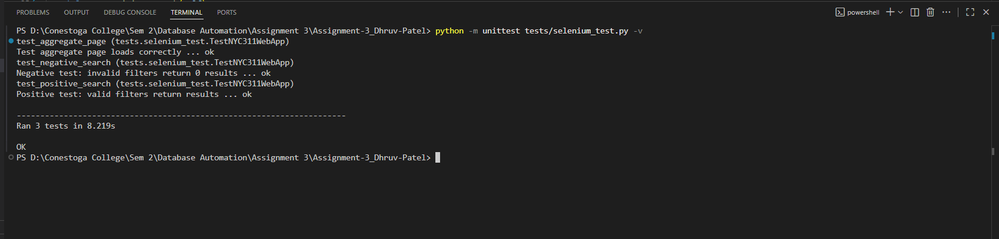 PROBLEMS OUTPUT DEBUG CONSOLE TERMINAL PORTS powershell
PS D:\Conestoga College\Sem 2\Database Automation\Assignment 3\Assignment-3_Dhruv-Patel> python -m unittest tests/selenium_test.py -v
test_aggregate_page (tests.selenium_test.TestNYC311WebApp)
Test aggregate page loads correctly ... ok
test_negative_search (tests.selenium_test.TestNYC311WebApp)
Negative test: invalid filters return 0 results ... ok
test_positive_search (tests.selenium_test.TestNYC311WebApp)
Positive test: valid filters return results ... ok
----------------------------------------------------------------------
Ran 3 tests in 8.219s
OK
PS D:\Conestoga College\Sem 2\Database Automation\Assignment 3\Assignment-3_Dhruv-Patel>